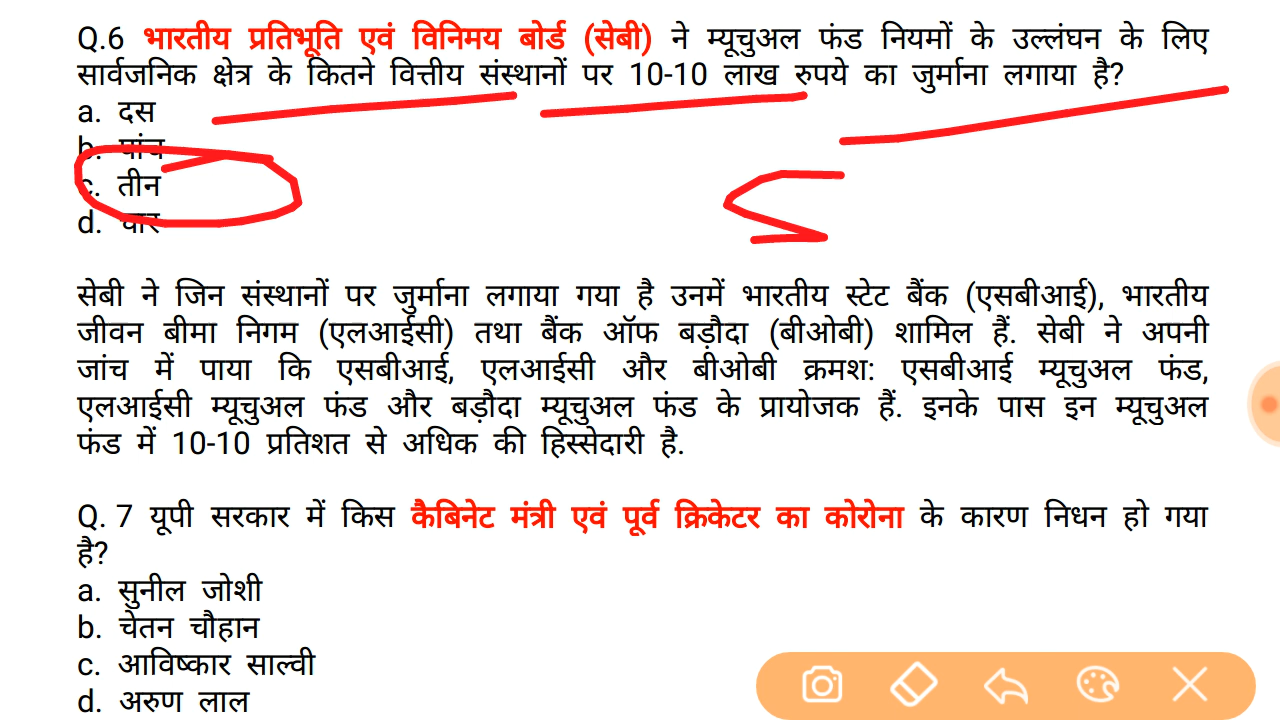 Q.6 भारतीय प्रतिभूति एवं विनिमय बोर्ड (सेबी) ने म्यूचुअल फंड नियमों के उल्लंघन के लिए
सार्वजनिक क्षेत्र के कितने वित्तीय संस्थानों पर 10-10 लाख रुपये का जुर्माना लगाया है?
a. दस
b. पांच
c. तीन
d. चार
सेबी ने जिन संस्थानों पर जुर्माना लगाया गया है उनमें भारतीय स्टेट बैंक (एसबीआई), भारतीय
जीवन बीमा निगम (एलआईसी) तथा बैंक ऑफ बड़ौदा (बीओबी) शामिल हैं. सेबी ने अपनी
जांच में पाया कि एसबीआई, एलआईसी और बीओबी क्रमश: एसबीआई म्यूचुअल फंड,
एलआईसी म्यूचुअल फंड और बड़ौदा म्यूचुअल फंड के प्रायोजक हैं. इनके पास इन म्यूचुअल
फंड में 10-10 प्रतिशत से अधिक की हिस्सेदारी है.
Q. 7 यूपी सरकार में किस कैबिनेट मंत्री एवं पूर्व क्रिकेटर का कोरोना के कारण निधन हो गया
है?
a. सुनील जोशी
b. चेतन चौहान
c. आविष्कार साल्वी
d. अरुण लाल